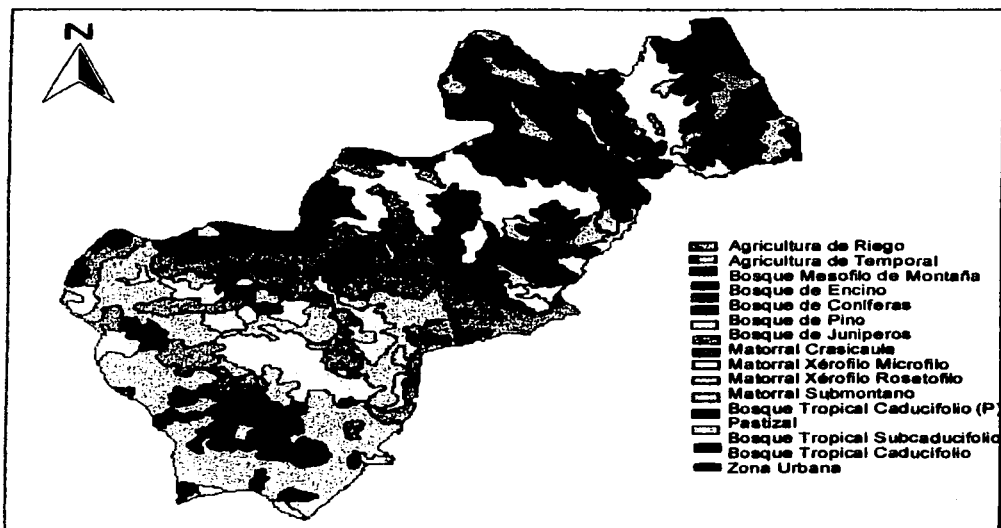 N
Agricultura de Riego
Agricultura de Temporal
Bosque Mesofilo de Montaña
Bosque de Encino
Bosque de Coníferas
Bosque de Pino
Bosque de Juniperos
Matorral Crasicaule
Matorral Xérofilo Microfilo
Matorral Xérofilo Rosetofilo
Matorral Submontano
Bosque Tropical Caducifolio (P)
Pastizal
Bosque Tropical Subcaducifolio
Bosque Tropical Caducifolio
Zona Urbana